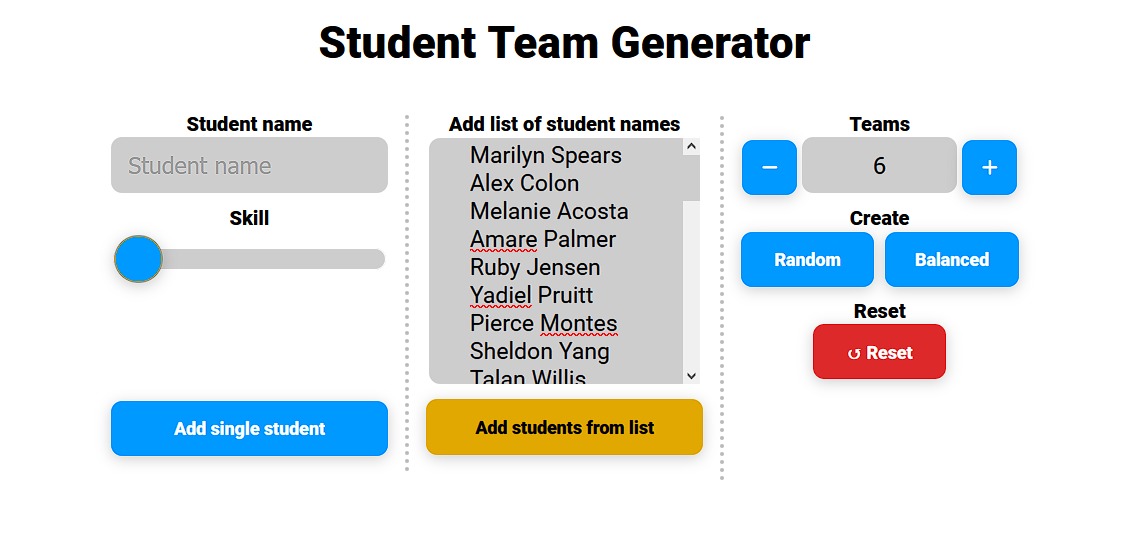 Student Team Generator
Student name
Student name
Skill
Add single student
Add list of student names
Marilyn Spears
Alex Colon
Melanie Acosta
Amare Palmer
Ruby Jensen
Yadiel Pruitt
Pierce Montes
Sheldon Yang
Talan Willis
Add students from list
Teams
− 6 +
Create
Random Balanced
Reset
↺ Reset